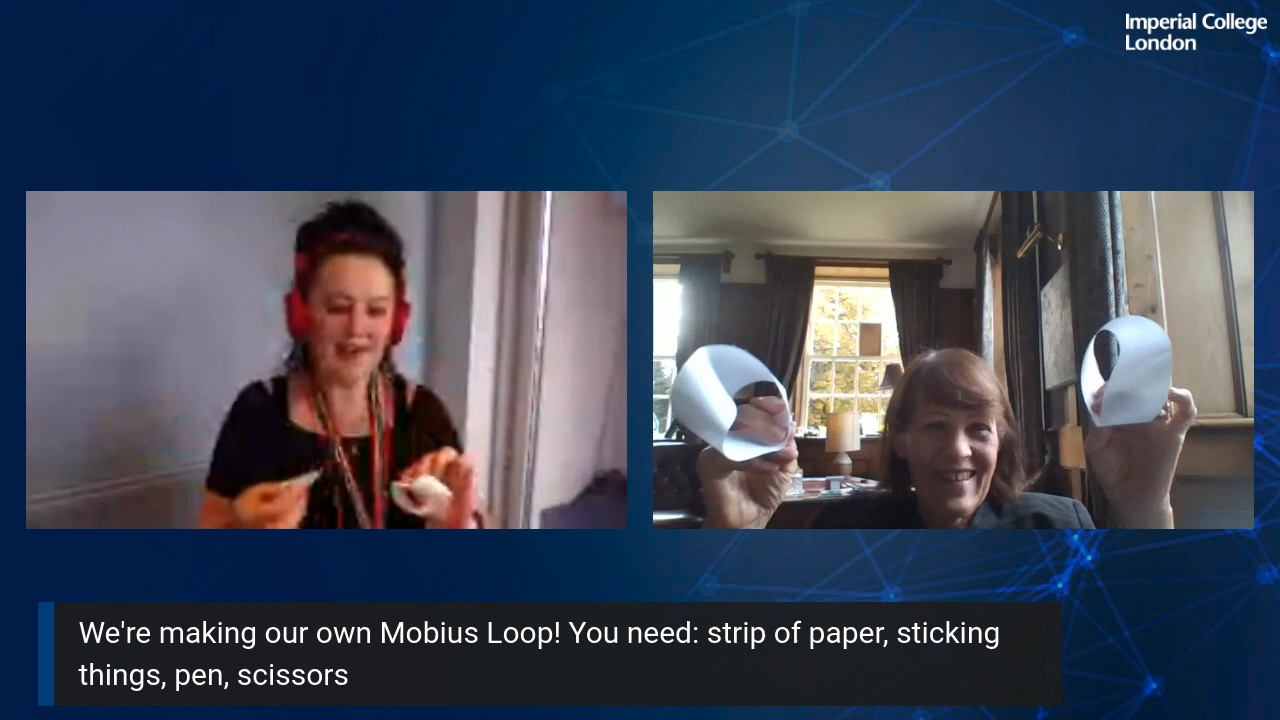 Imperial College
London
We're making our own Mobius Loop! You need: strip of paper, sticking
things, pen, scissors